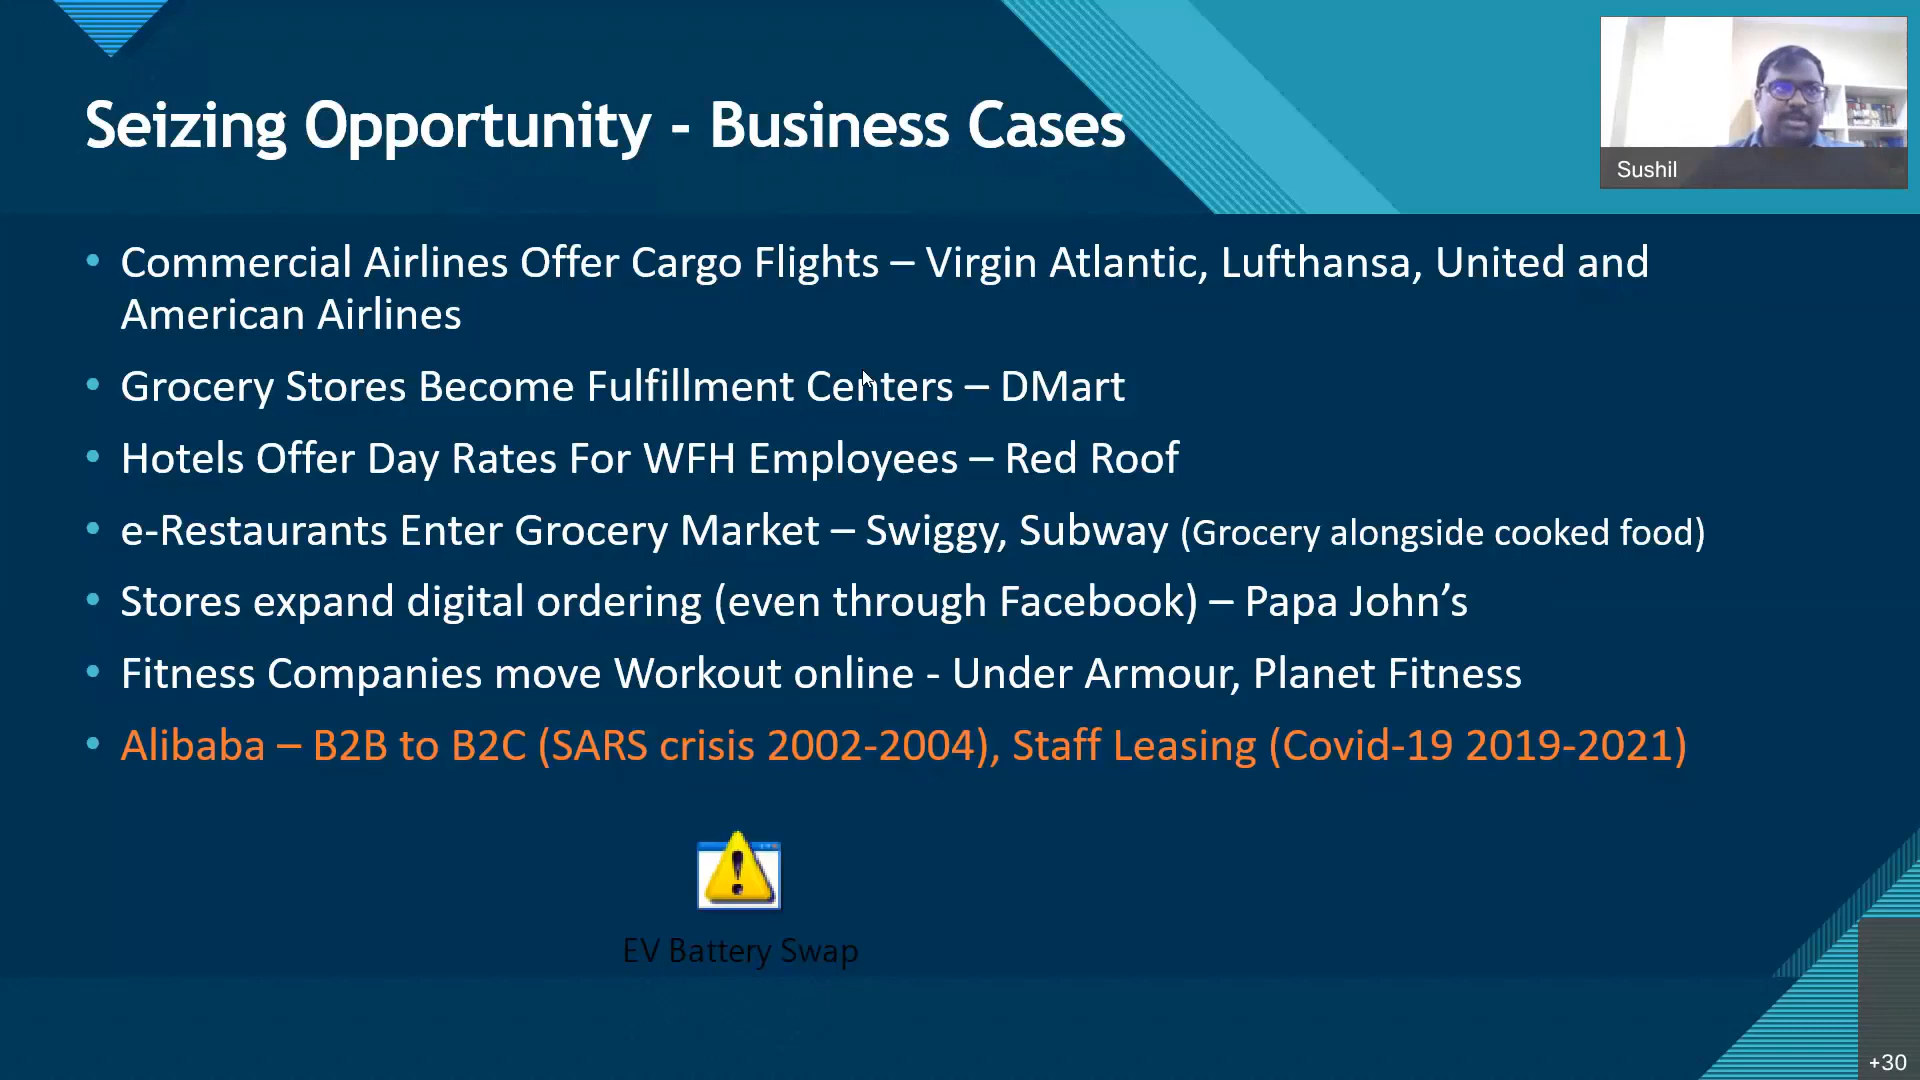 Seizing Opportunity - Business Cases
Sushil
• Commercial Airlines Offer Cargo Flights – Virgin Atlantic, Lufthansa, United and
American Airlines
• Grocery Stores Become Fulfillment Centers – DMart
• Hotels Offer Day Rates For WFH Employees – Red Roof
• e-Restaurants Enter Grocery Market – Swiggy, Subway (Grocery alongside cooked food)
• Stores expand digital ordering (even through Facebook) – Papa John’s
• Fitness Companies move Workout online - Under Armour, Planet Fitness
• Alibaba – B2B to B2C (SARS crisis 2002-2004), Staff Leasing (Covid-19 2019-2021)
EV Battery Swap
+30